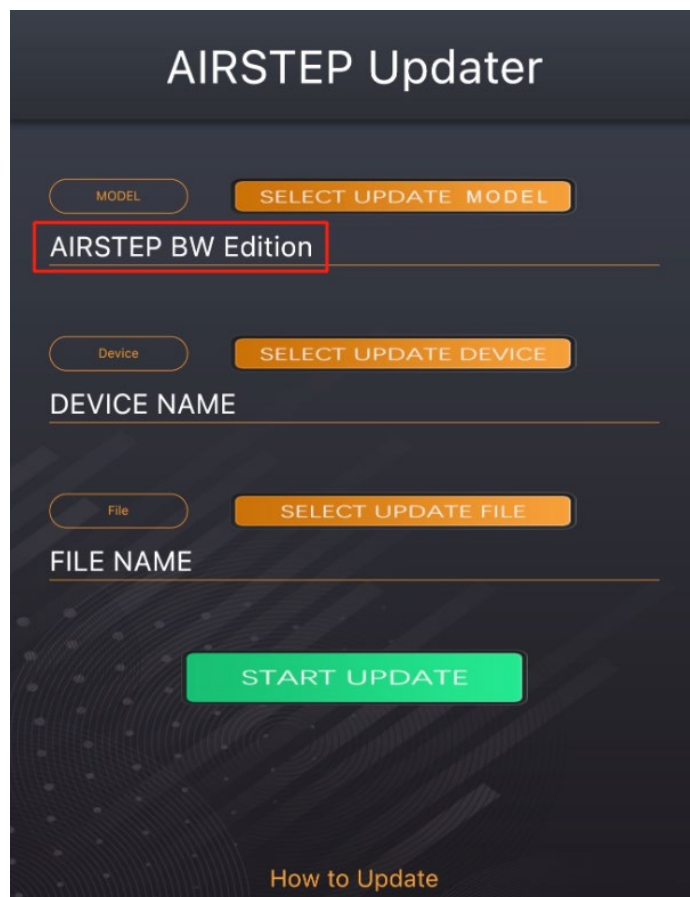 AIRSTEP Updater
MODEL
SELECT UPDATE MODEL
AIRSTEP BW Edition
Device
SELECT UPDATE DEVICE
DEVICE NAME
File
SELECT UPDATE FILE
FILE NAME
START UPDATE
How to Update